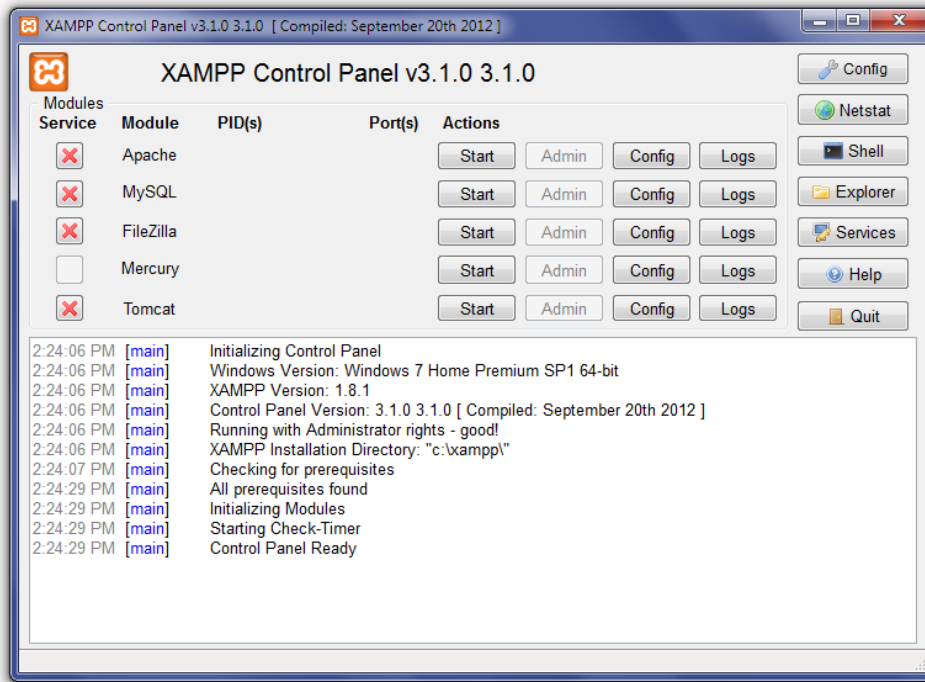 XAMPP Control Panel v3.1.0 3.1.0 [ Compiled: September 20th 2012 ]
XAMPP Control Panel v3.1.0 3.1.0
Config
Modules
Netstat
Service Module PID(s) Port(s) Actions
Apache Start Admin Config Logs
Shell
MySQL Start Admin Config Logs
Explorer
FileZilla Start Admin Config Logs
Services
Mercury Start Admin Config Logs
Help
Tomcat Start Admin Config Logs
Quit
2:24:06 PM [main] Initializing Control Panel
2:24:06 PM [main] Windows Version: Windows 7 Home Premium SP1 64-bit
2:24:06 PM [main] XAMPP Version: 1.8.1
2:24:06 PM [main] Control Panel Version: 3.1.0 3.1.0 [ Compiled: September 20th 2012 ]
2:24:06 PM [main] Running with Administrator rights - good!
2:24:06 PM [main] XAMPP Installation Directory: "c:\xampp\"
2:24:07 PM [main] Checking for prerequisites
2:24:29 PM [main] All prerequisites found
2:24:29 PM [main] Initializing Modules
2:24:29 PM [main] Starting Check-Timer
2:24:29 PM [main] Control Panel Ready